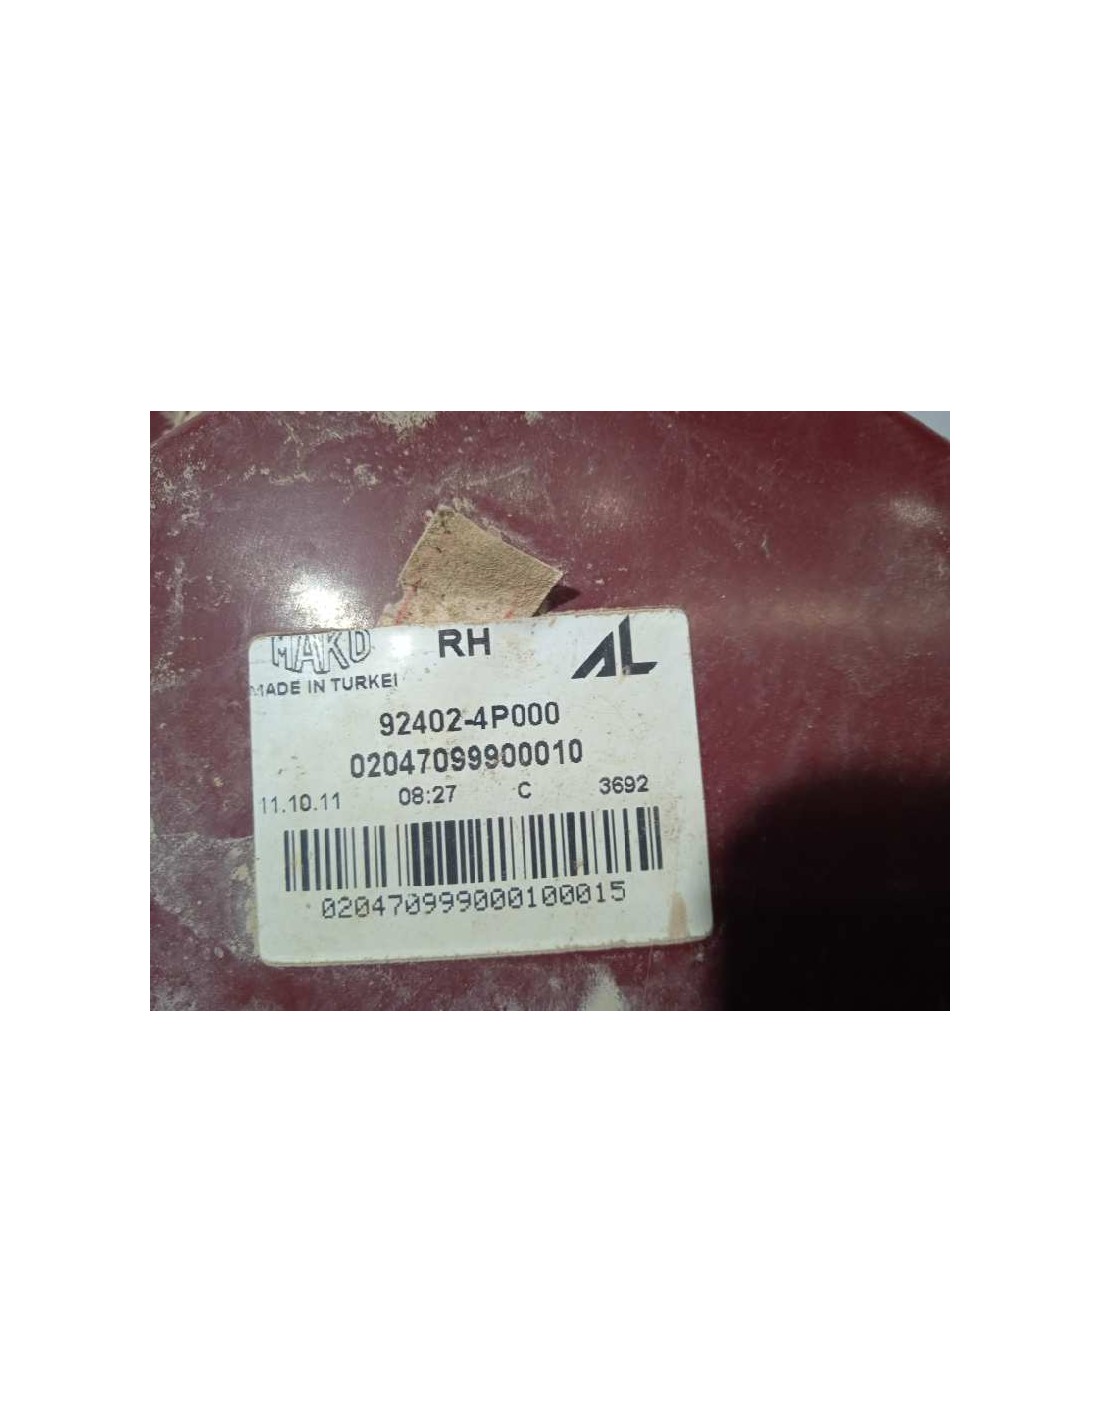 MAKO RH AL
MADE IN TURKEI
92402-4P000
02047099900010
11.10.11 08:27 C 3692
020470999000100015